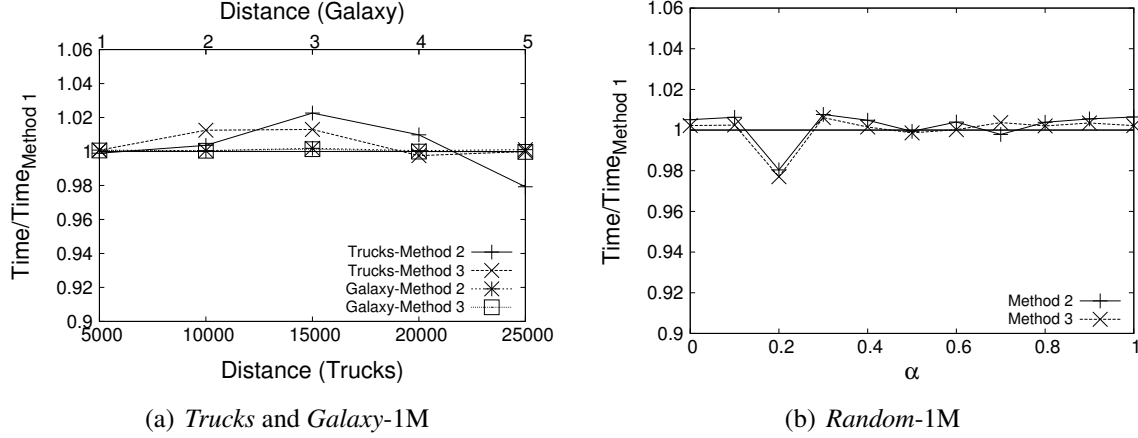 Distance (Galaxy)
1 2 3 4 5
1.06
1.04
1.02
1
0.98
0.96
0.94
0.92
0.9
Time/Time_Method 1
Trucks-Method 2
Trucks-Method 3
Galaxy-Method 2
Galaxy-Method 3
5000 10000 15000 20000 25000
Distance (Trucks)
(a) Trucks and Galaxy-1M
1.06
1.04
1.02
1
0.98
0.96
0.94
0.92
0.9
Time/Time_Method 1
Method 2
Method 3
0 0.2 0.4 0.6 0.8 1
α
(b) Random-1M